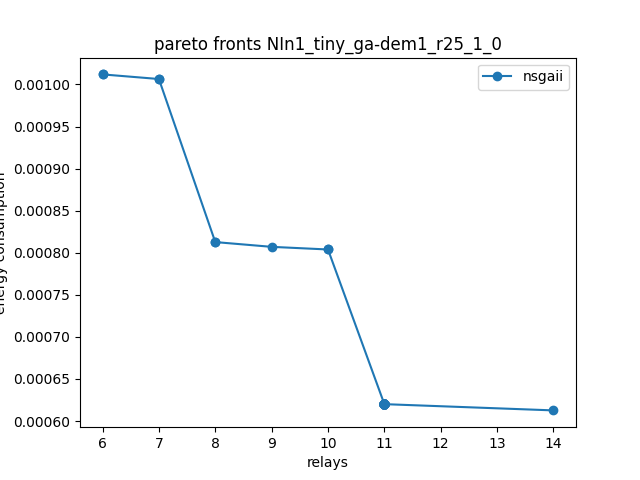 pareto fronts NIn1_tiny_ga-dem1_r25_1_0
nsgaii
0.00100
0.00095
0.00090
0.00085
0.00080
0.00075
0.00070
0.00065
0.00060
energy consumption
6 7 8 9 10 11 12 13 14
relays